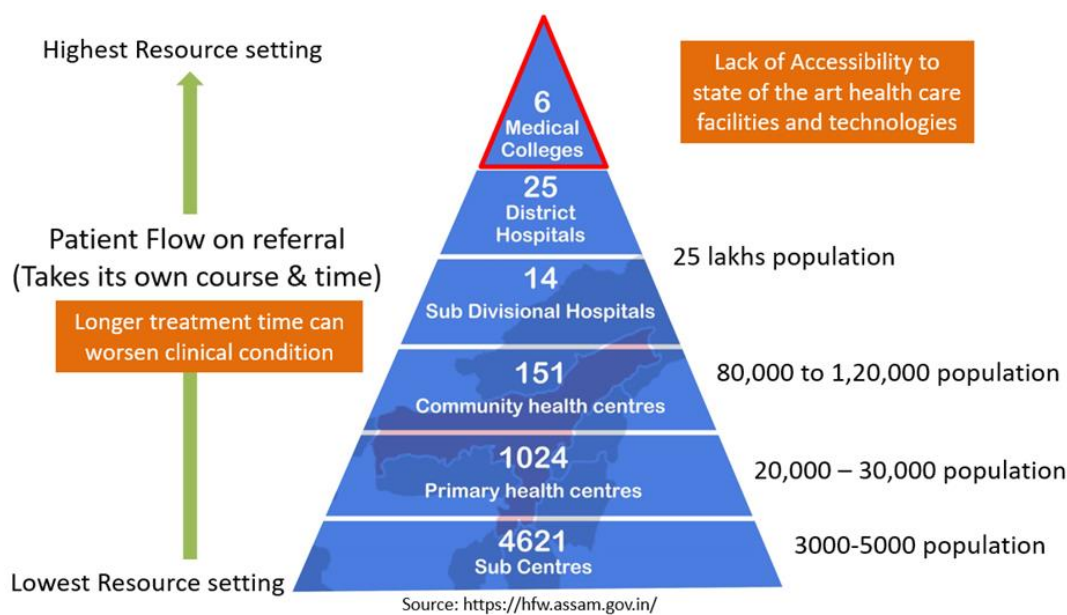 Highest Resource setting
Lack of Accessibility to
state of the art health care
facilities and technologies
6
Medical
Colleges
25
District
Hospitals
Patient Flow on referral
(Takes its own course & time)
25 lakhs population
14
Sub Divisional Hospitals
Longer treatment time can
worsen clinical condition
151
Community health centres
80,000 to 1,20,000 population
1024
Primary health centres
20,000 – 30,000 population
4621
Sub Centres
3000-5000 population
Lowest Resource setting
Source: https://hfw.assam.gov.in/